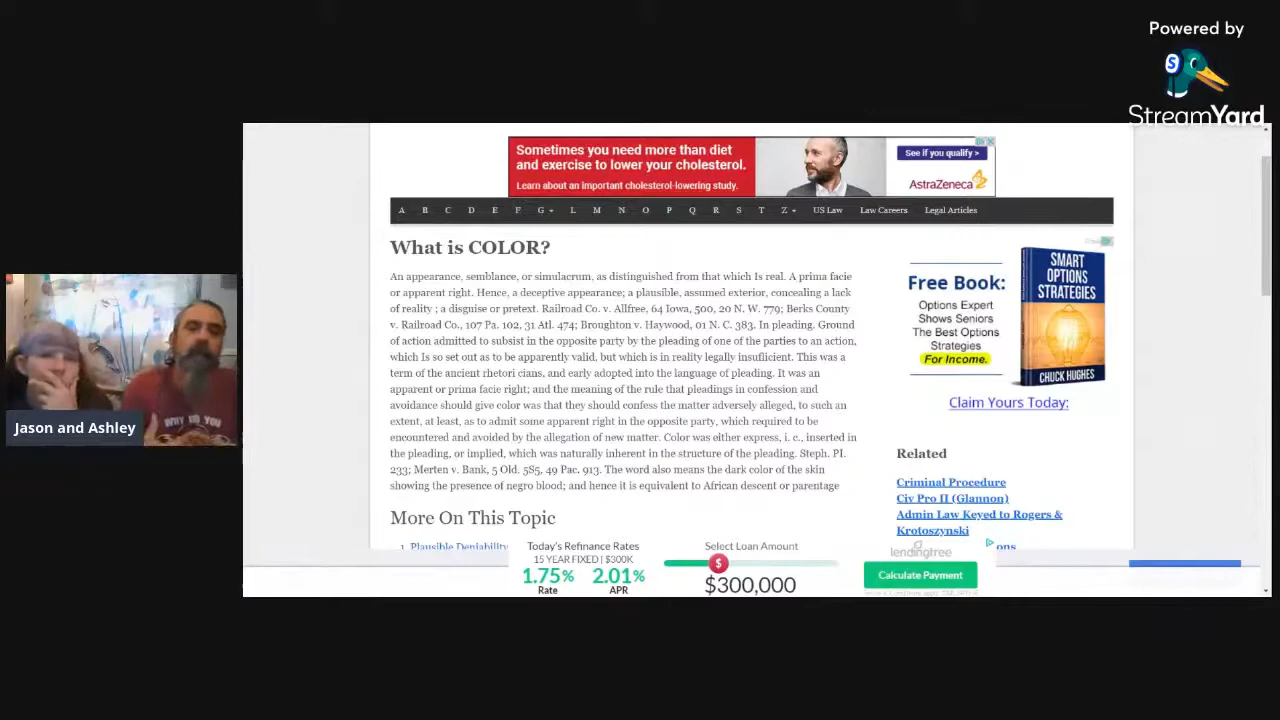 Powered by
S
StreamYard
Sometimes you need more than diet
and exercise to lower your cholesterol.
Learn about an important cholesterol-lowering study.
See if you qualify >
AstraZeneca
A B C D E F G L M N O P Q R S T Z US Law Law Careers Legal Articles
What is COLOR?
An appearance, semblance, or simulacrum, as distinguished from that which Is real. A prima facie
or apparent right. Hence, a deceptive appearance; a plausible, assumed exterior, concealing a lack
of reality ; a disguise or pretext. Railroad Co. v. Allfree, 64 Iowa, 500, 20 N. W. 779; Berks County
v. Railroad Co., 107 Pa. 102, 31 Atl. 474; Broughton v. Haywood, 01 N. C. 383. In pleading. Ground
of action admitted to subsist in the opposite party by the pleading of one of the parties to an action,
which Is so set out as to be apparently valid, but which is in reality legally insufficient. This was a
term of the ancient rhetori cians, and early adopted into the language of pleading. It was an
apparent or prima facie right; and the meaning of the rule that pleadings in confession and
avoidance should give color was that they should confess the matter adversely alleged, to such an
extent, at least, as to admit some apparent right in the opposite party, which required to be
encountered and avoided by the allegation of new matter. Color was either express, i. c., inserted in
the pleading, or implied, which was naturally inherent in the structure of the pleading. Steph. PI.
233; Merten v. Bank, 5 Old. 5S5, 49 Pac. 913. The word also means the dark color of the skin
showing the presence of negro blood; and hence it is equivalent to African descent or parentage
More On This Topic
1. Plausible Deniability
Free Book:
Options Expert
Shows Seniors
The Best Options
Strategies
For Income.
SMART
OPTIONS
STRATEGIES
CHUCK HUGHES
Claim Yours Today:
Related
Criminal Procedure
Civ Pro II (Glannon)
Admin Law Keyed to Rogers &
Krotoszynski
Jason and Ashley
WHY DO YOU
Today's Refinance Rates
15 YEAR FIXED | $300K
1.75% 2.01%
Rate APR
Select Loan Amount
$
$300,000
lendingtree
Calculate Payment